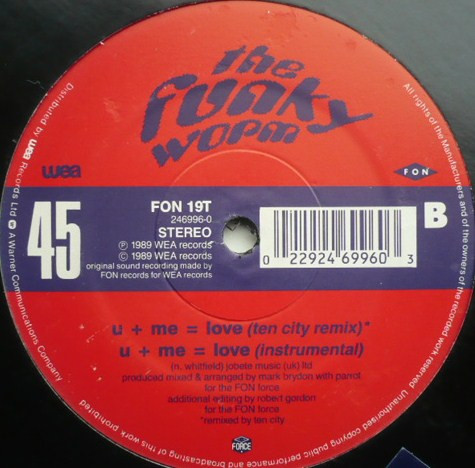 the
funky
worm
wea
FON
45
FON 19T
246996-0
STEREO
℗ 1989 WEA records
© 1989 WEA records
original sound recording made by
FON records for WEA records
0 22924 69960 3
B
u + me = love (ten city remix)*
u + me = love (instrumental)
(n. whitfield) jobete music (uk) ltd
produced mixed & arranged by mark brydon with parrot
for the FON force
additional editing by robert gordon
for the FON force
*remixed by ten city
FON
FORCE
Distributed by Records Ltd A Warner Communications Company
All rights of the Manufacturers and of the owners of the recorded work reserved. Unauthorised copying public performance and broadcasting of this work prohibited